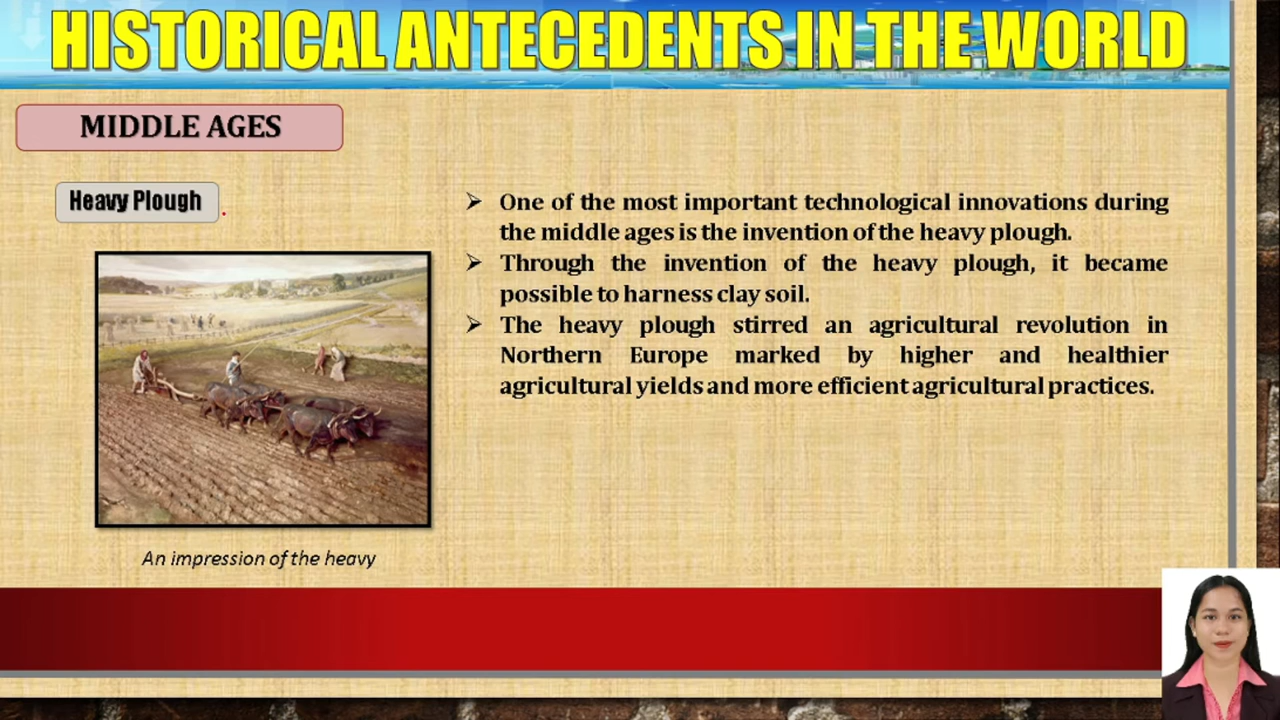 HISTORICAL ANTECEDENTS IN THE WORLD
MIDDLE AGES
Heavy Plough
➢ One of the most important technological innovations during
the middle ages is the invention of the heavy plough.
➢ Through the invention of the heavy plough, it became
possible to harness clay soil.
➢ The heavy plough stirred an agricultural revolution in
Northern Europe marked by higher and healthier
agricultural yields and more efficient agricultural practices.
An impression of the heavy